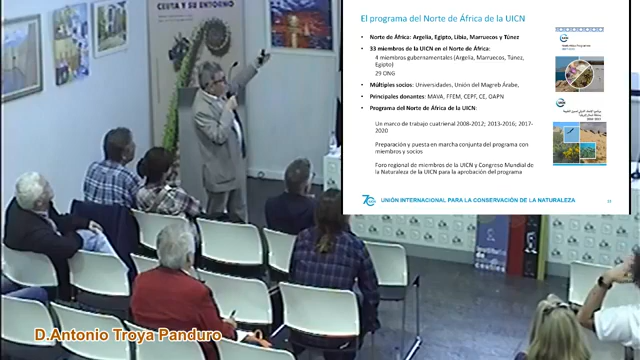 CEUTA Y SU ENTORNO
El programa del Norte de África de la UICN
Norte de África: Argelia, Egipto, Libia, Marruecos y Túnez
33 miembros de la UICN en el Norte de África:
4 miembros gubernamentales (Argelia, Marruecos, Túnez,
Egipto)
29 ONG
Múltiples socios: Universidades, Unión del Magreb Árabe,
Principales donantes: MAVA, FFEM, CEPF, CE, OAPN
Programa del Norte de África de la UICN:
Un marco de trabajo cuatrienal 2008-2012; 2013-2016; 2017-
2020
Preparación y puesta en marcha conjunta del programa con
miembros y socios
Foro regional de miembros de la UICN y Congreso Mundial de
la Naturaleza de la UICN para la aprobación del programa
UNIÓN INTERNACIONAL PARA LA CONSERVACIÓN DE LA NATURALEZA
D.Antonio Troya Panduro